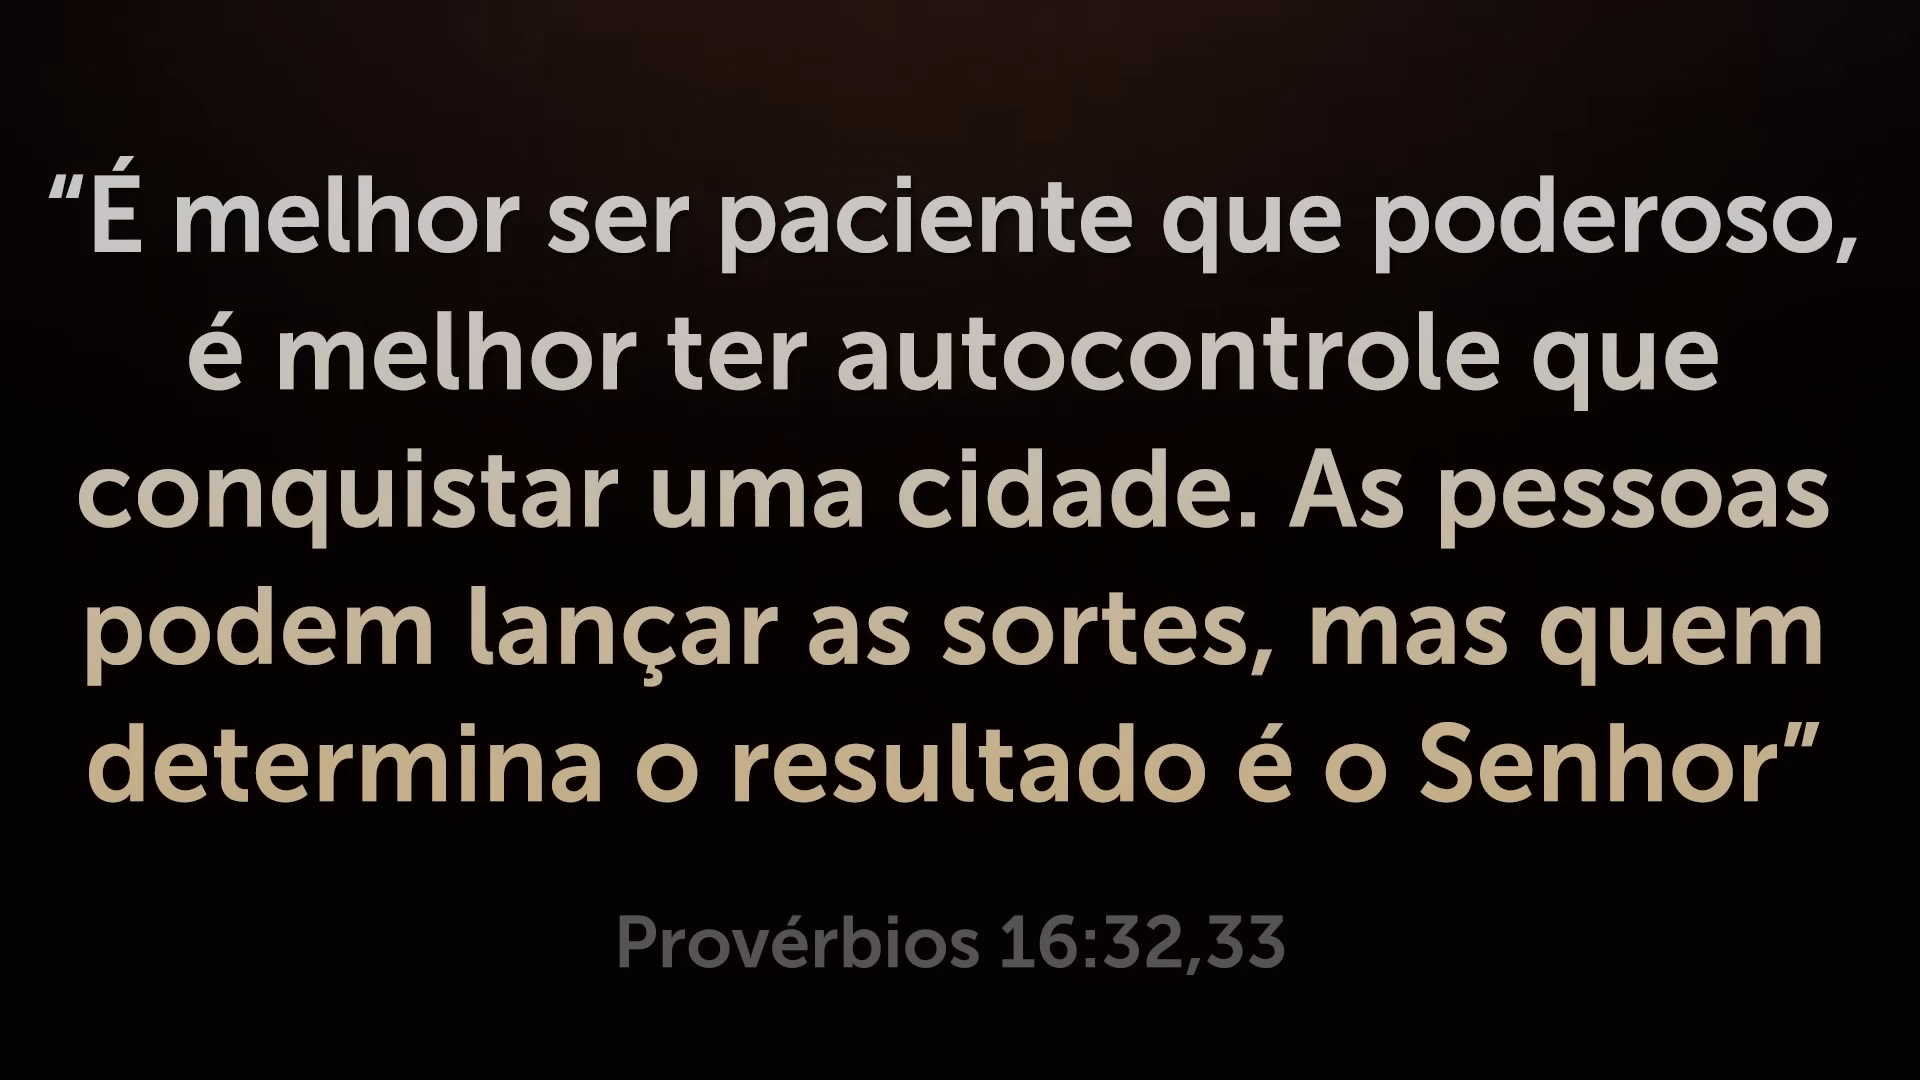 “É melhor ser paciente que poderoso,
é melhor ter autocontrole que
conquistar uma cidade. As pessoas
podem lançar as sortes, mas quem
determina o resultado é o Senhor”
Provérbios 16:32,33